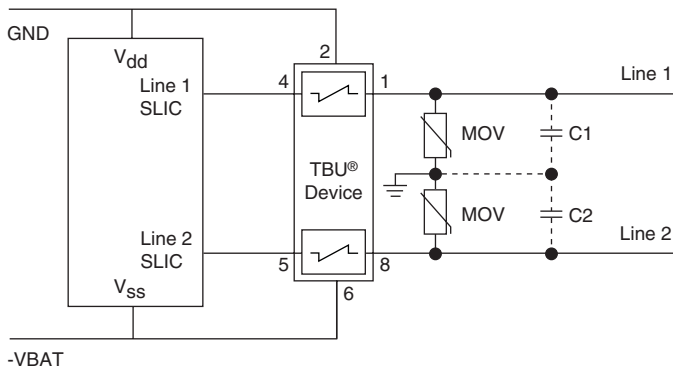 GND
Vdd
2
Line 1
SLIC
4
1
Line 1
MOV
C1
TBU®
Device
MOV
C2
Line 2
SLIC
5
8
Line 2
Vss
6
-VBAT